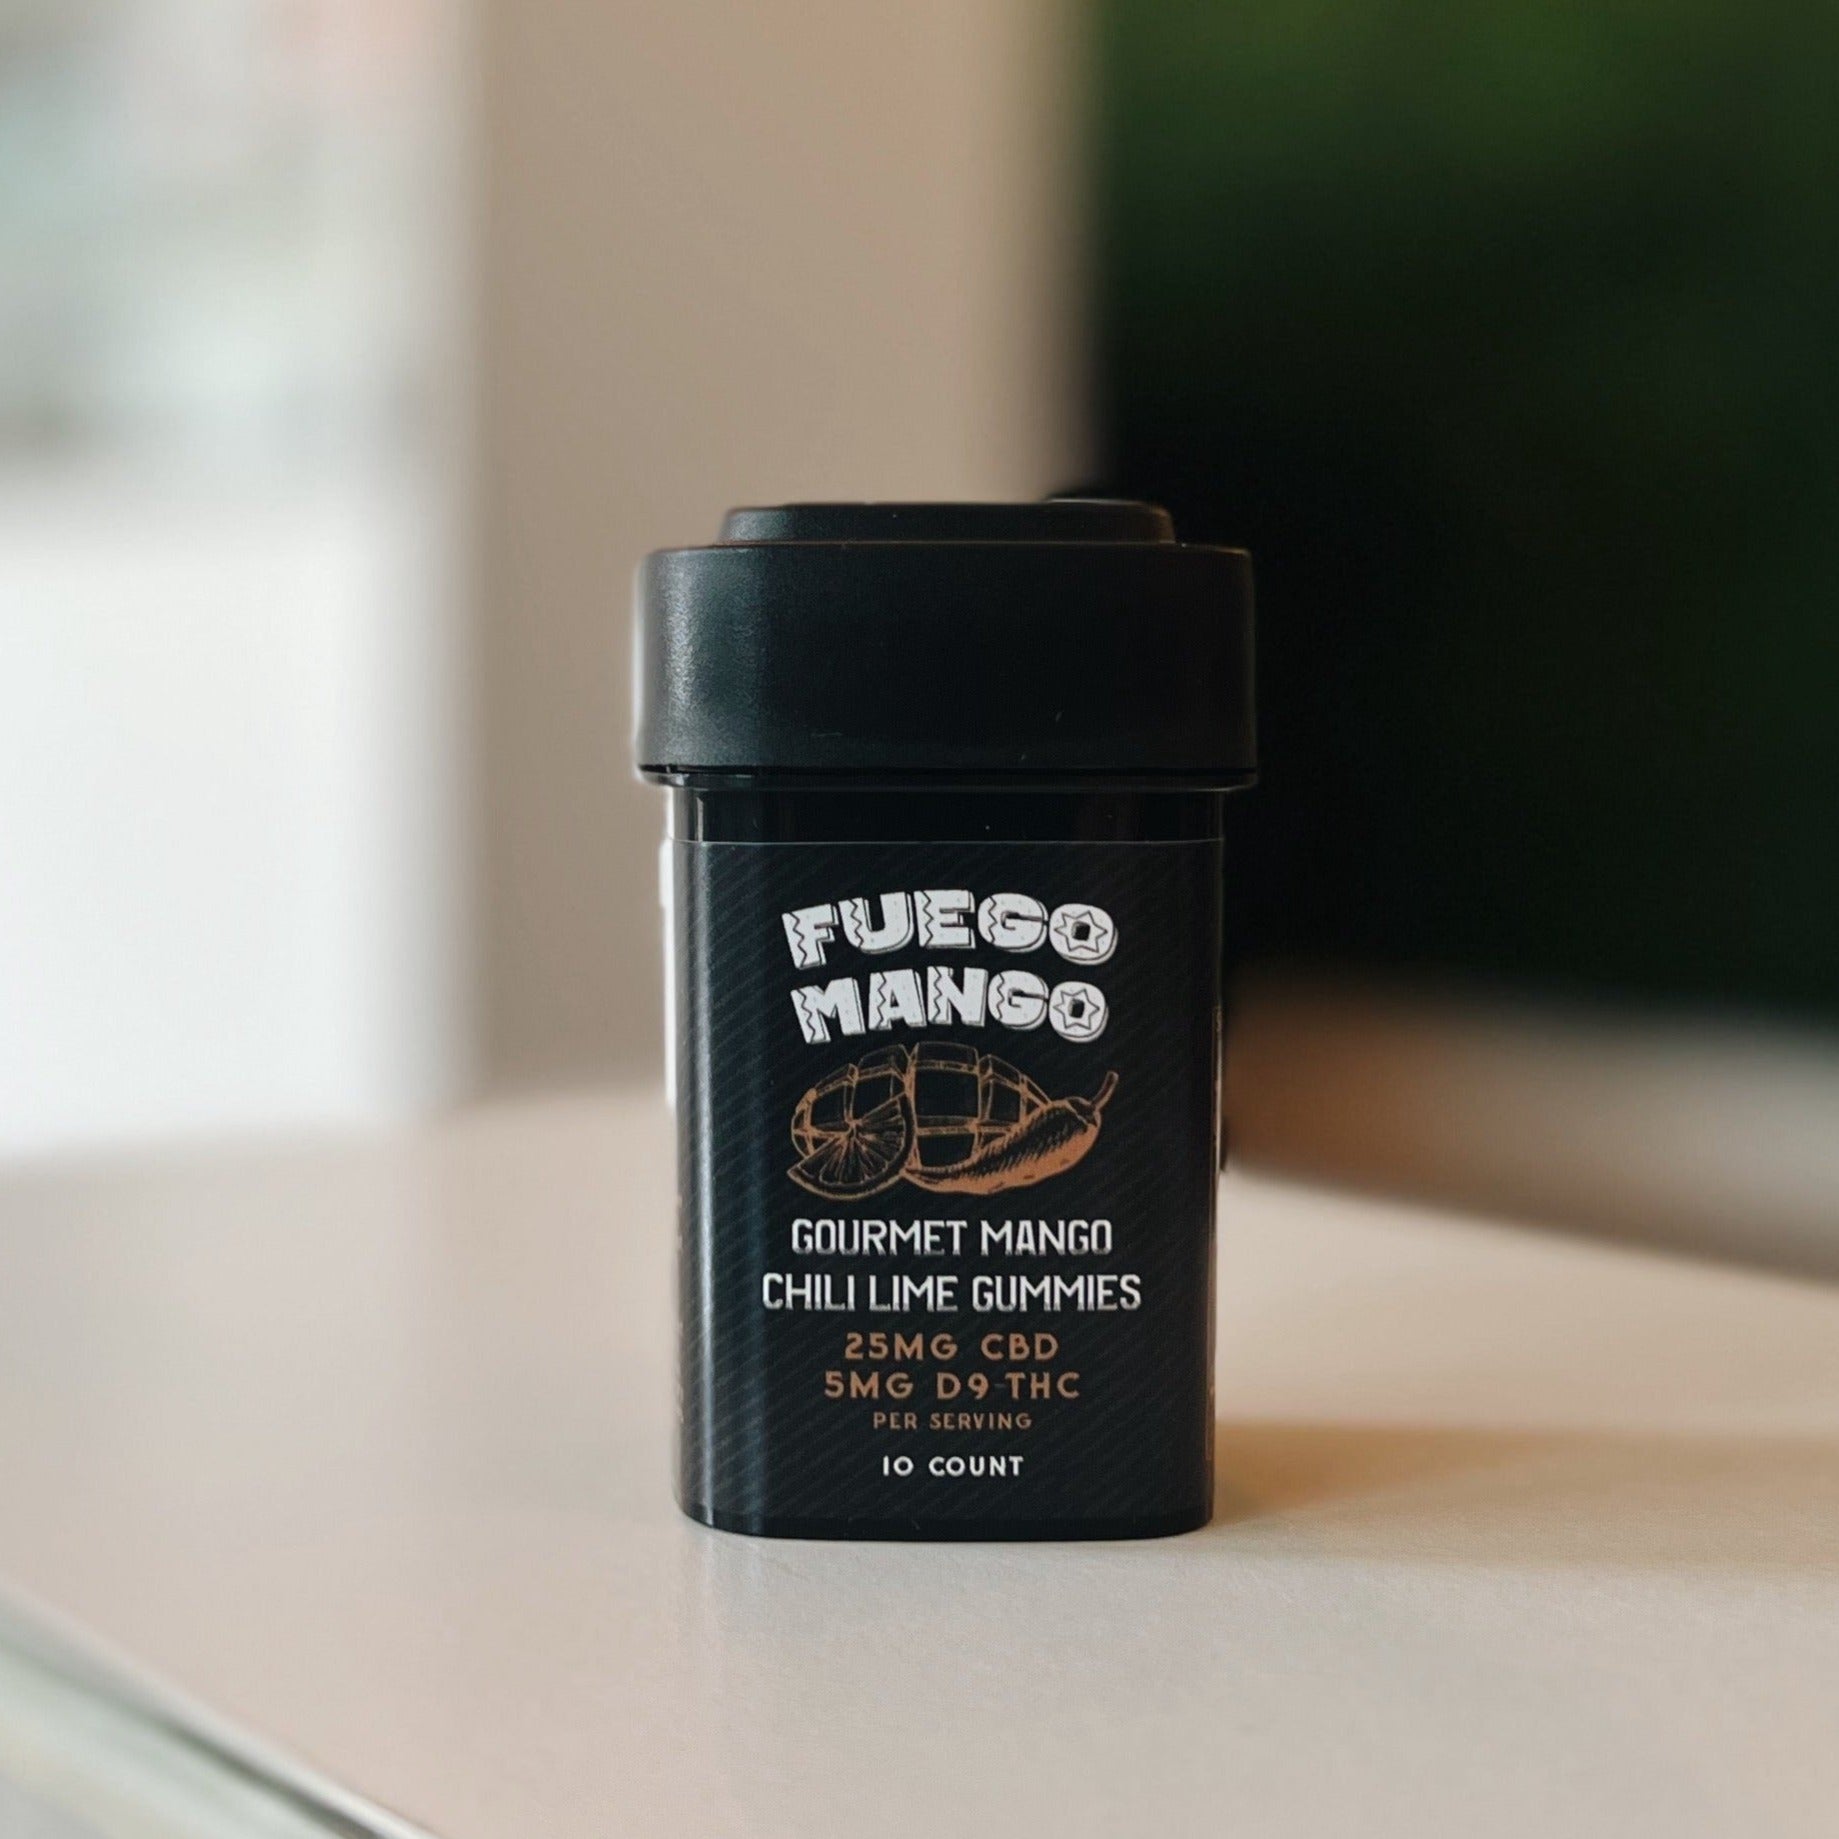 FUEGO
MANGO
GOURMET MANGO
CHILI LIME GUMMIES
25MG CBD
5MG D9-THC
PER SERVING
10 COUNT